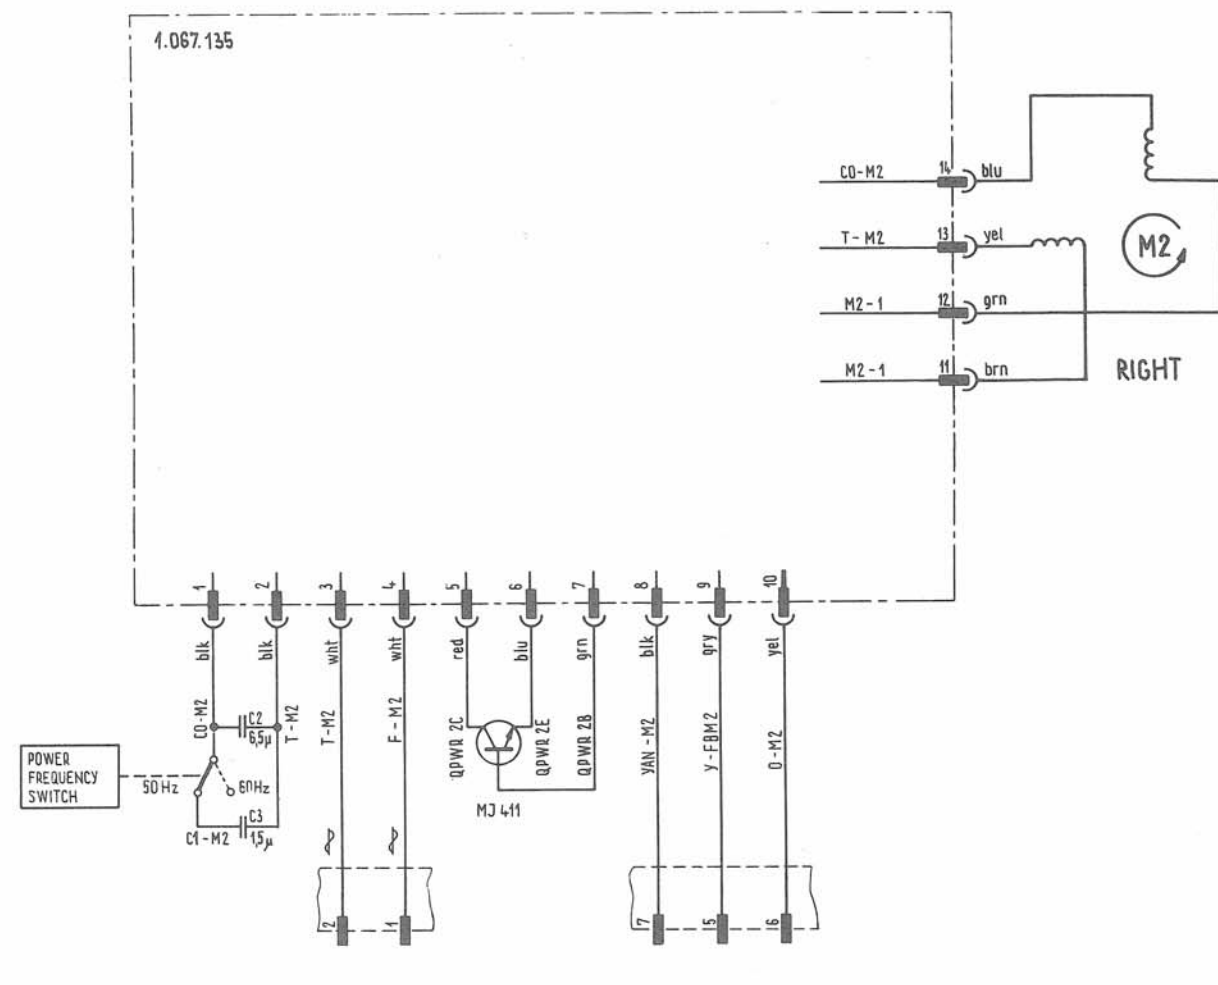 1.067.135
CO-M2
14
blu
T-M2
13
yel
M2
M2-1
12
grn
M2-1
11
brn
RIGHT
1
2
3
4
5
6
7
8
9
10
blk
blk
wht
wht
red
blu
grn
blk
gry
yel
CO-M2
C2
6,5µ
T-M2
T-M2
F-M2
QPWR 2C
QPWR 2E
QPWR 2B
YAN-M2
Y-FBM2
O-M2
POWER
FREQUENCY
SWITCH
50Hz
60Hz
MJ 411
C3
1,5µ
C1-M2
2
1
7
5
6